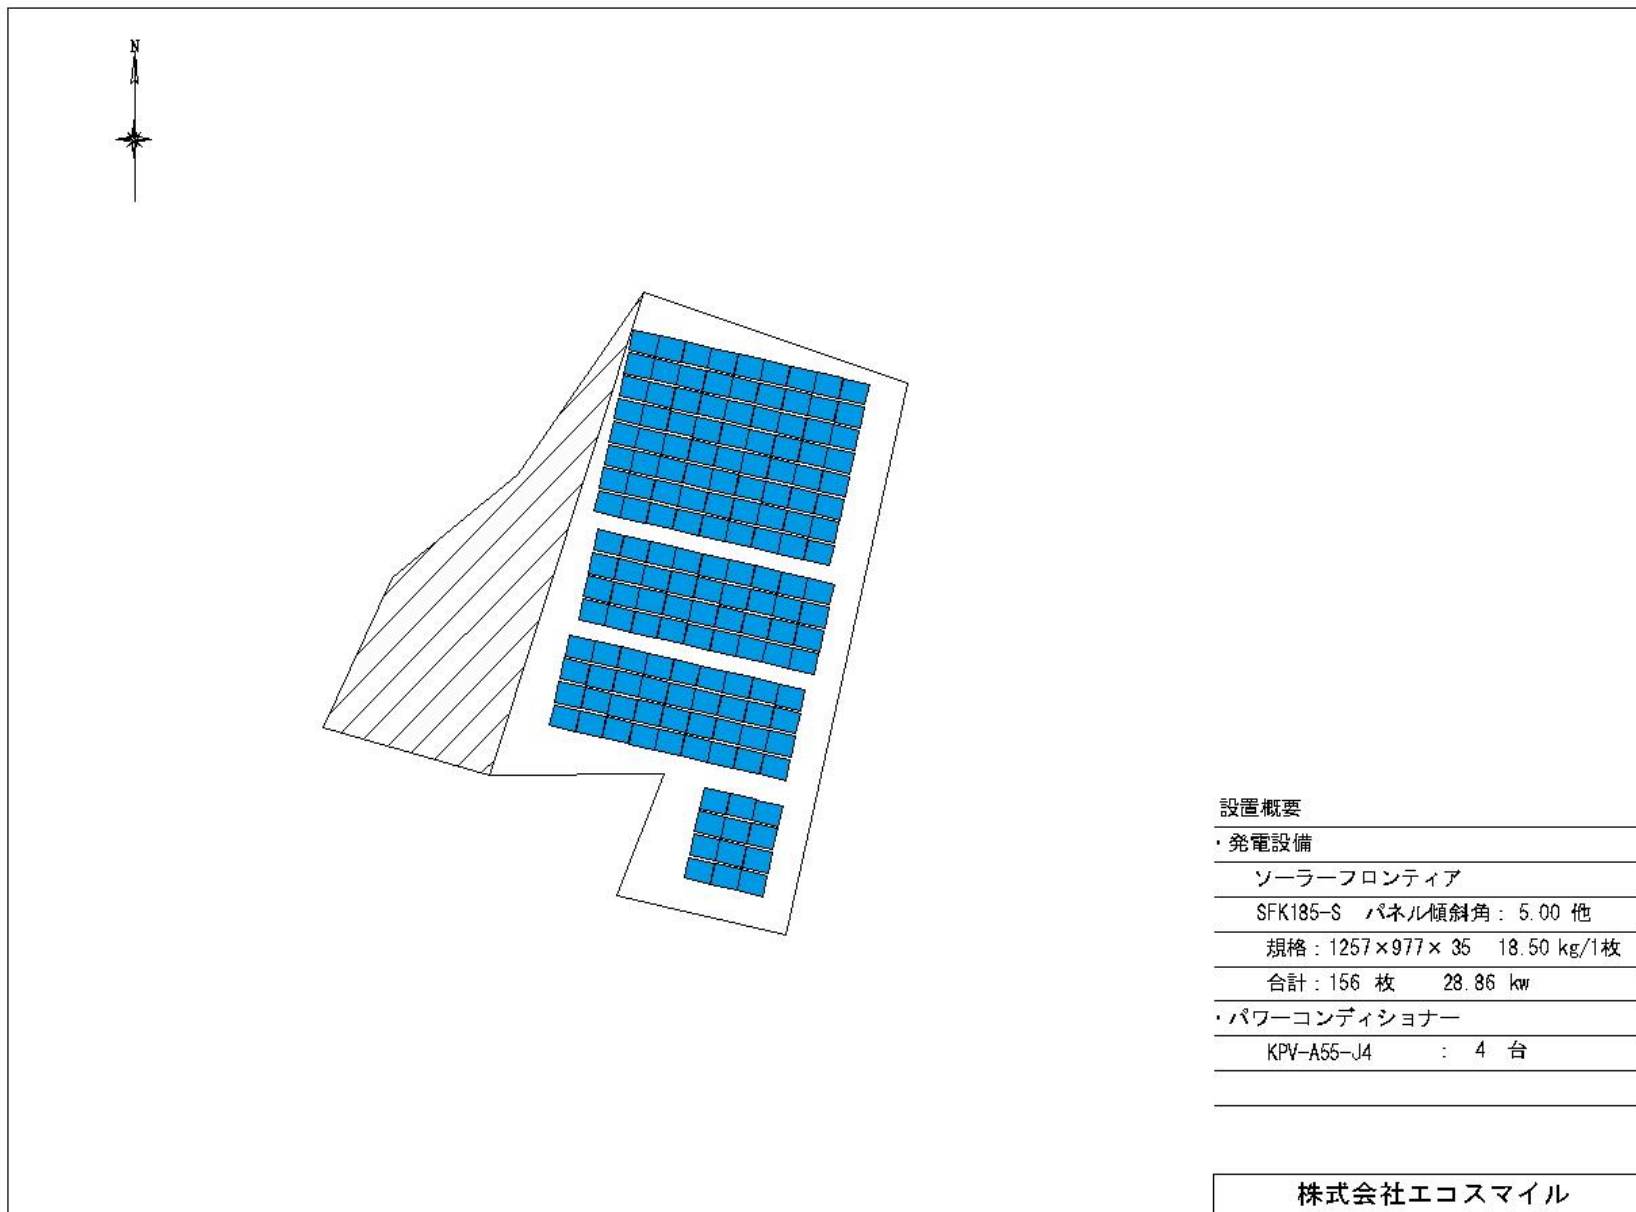 N
設置概要
・発電設備
ソーラーフロンティア
SFK185-S パネル傾斜角：5.00 他
規格：1257×977× 35 18.50 kg/1枚
合計：156 枚 28.86 kw
・パワーコンディショナー
KPV-A55-J4 ： 4 台
株式会社エコスマイル